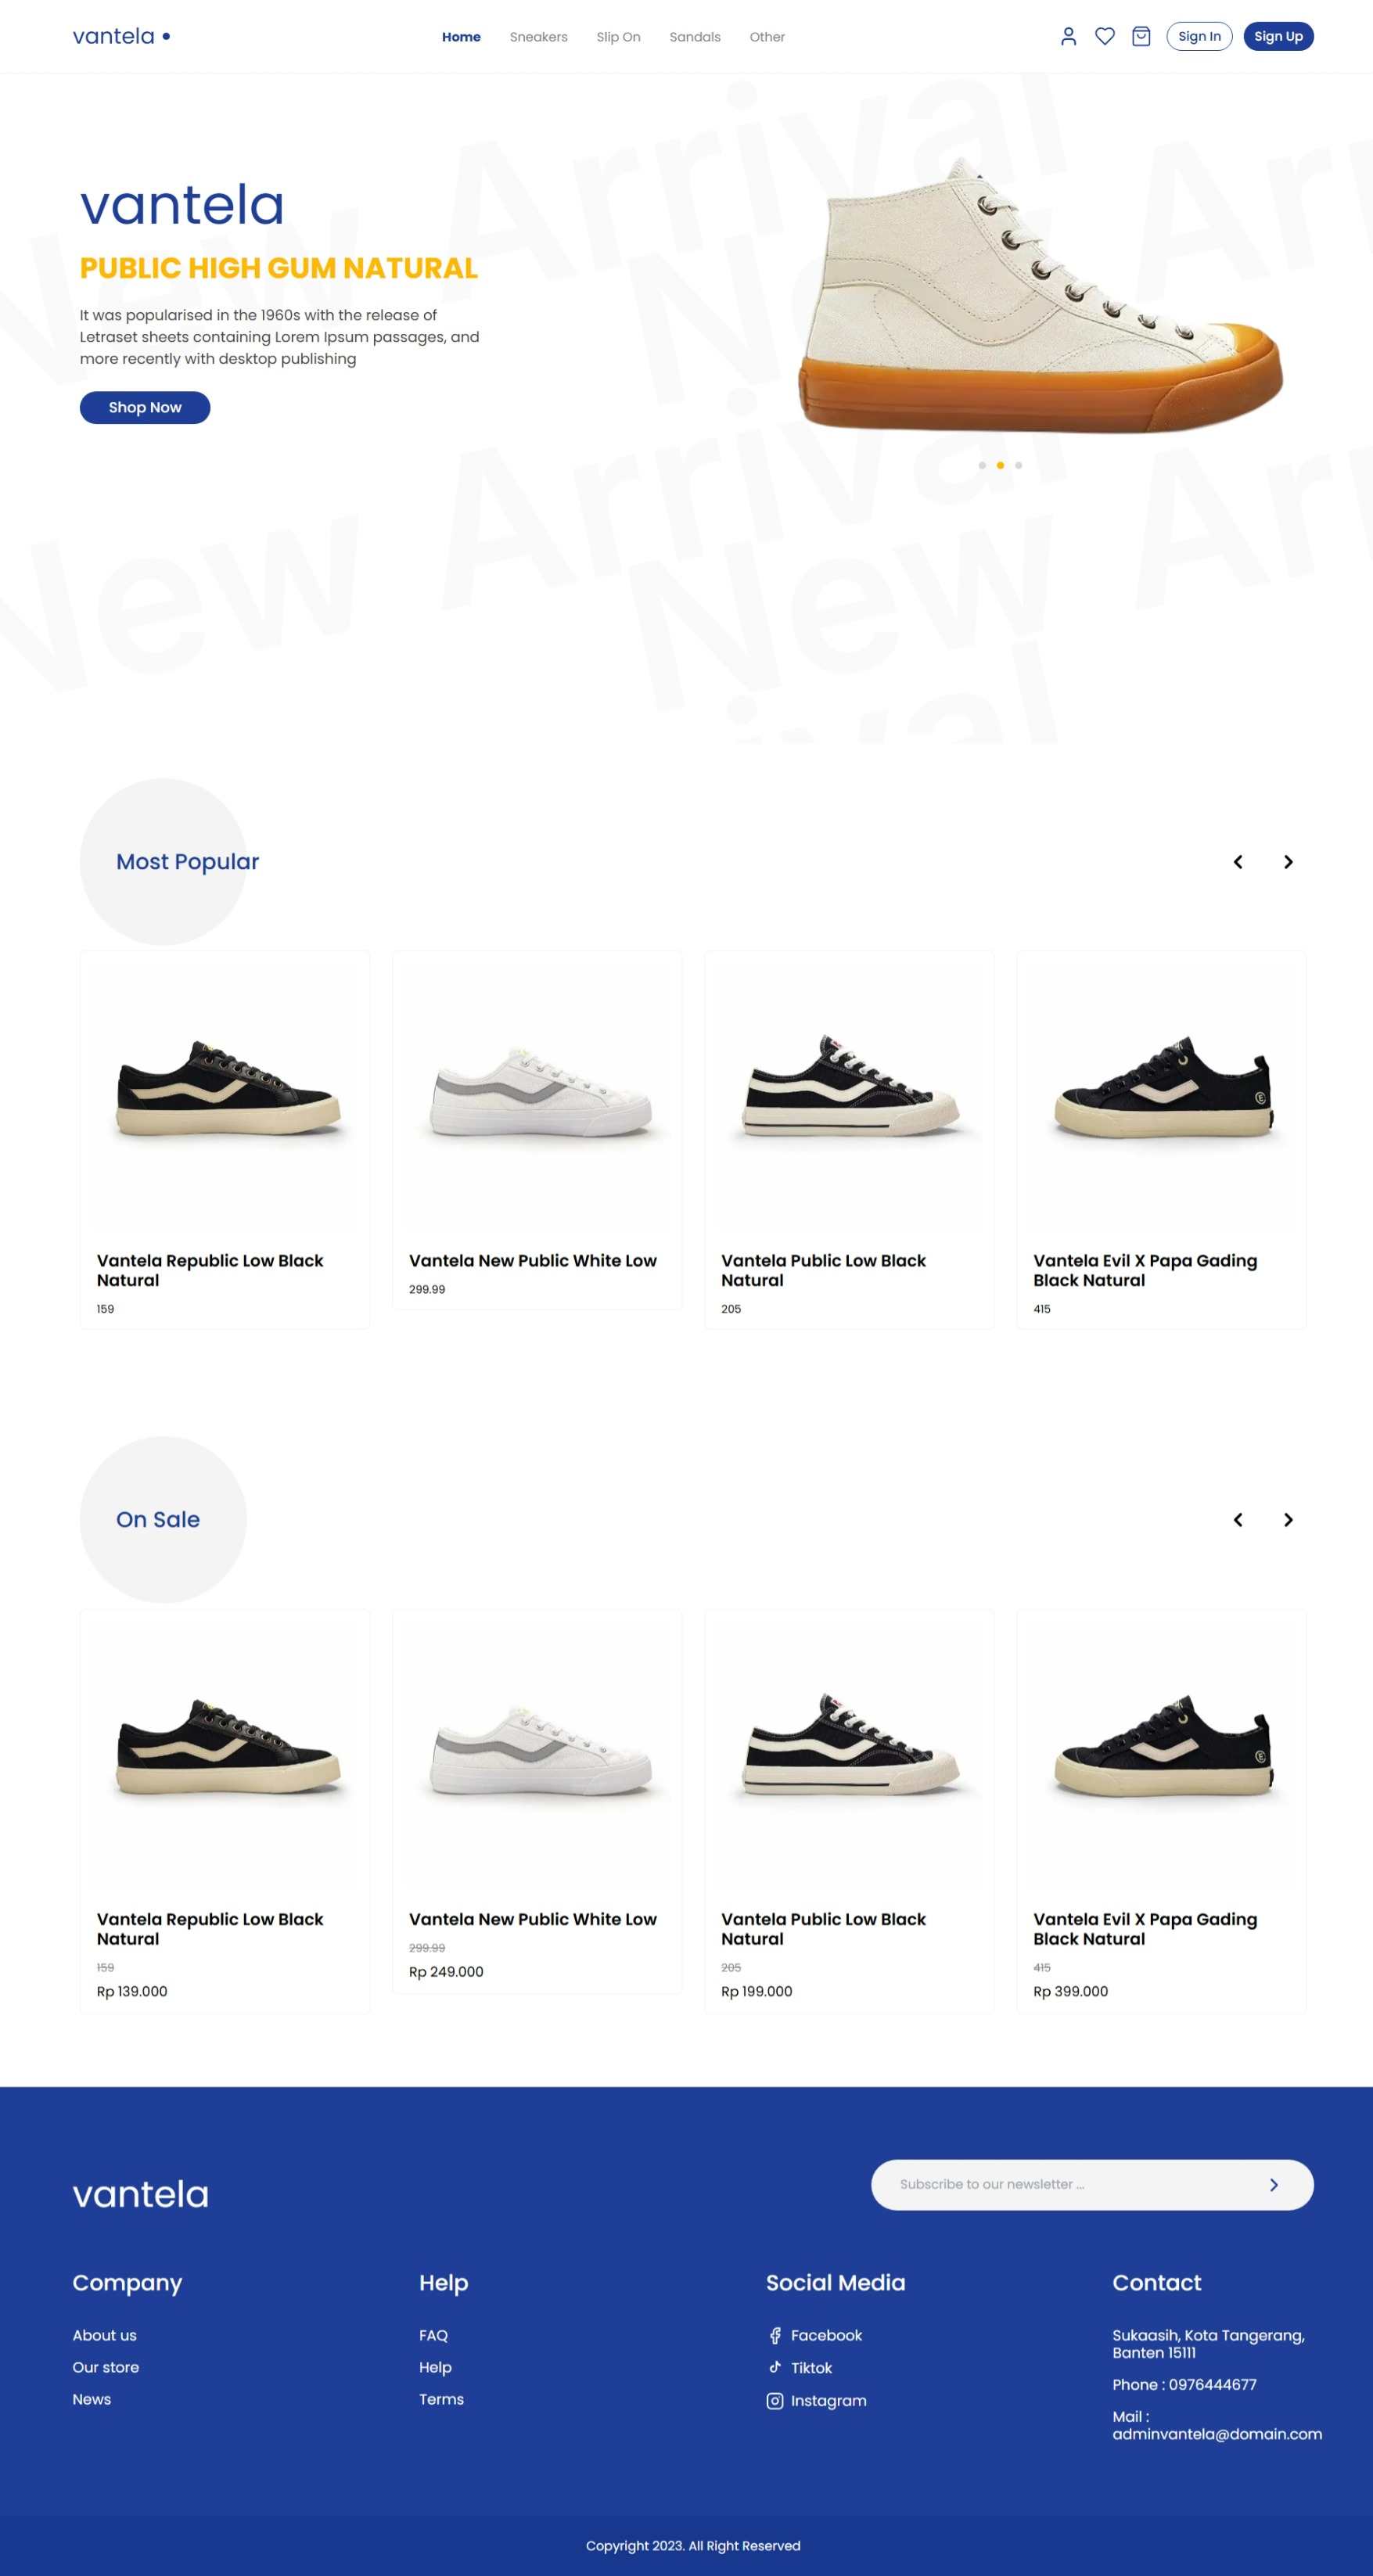 vantela
Home Sneakers Slip On Sandals Other
Sign In Sign Up
New Arrival New Arrival
vantela
PUBLIC HIGH GUM NATURAL
It was popularised in the 1960s with the release of
Letraset sheets containing Lorem Ipsum passages, and
more recently with desktop publishing
Shop Now
New Arrival New Arrival
Most Popular
Vantela Republic Low Black
Natural
159
Vantela New Public White Low
299.99
Vantela Public Low Black
Natural
205
Vantela Evil X Papa Gading
Black Natural
415
On Sale
Vantela Republic Low Black
Natural
159
Rp 139.000
Vantela New Public White Low
299.99
Rp 249.000
Vantela Public Low Black
Natural
205
Rp 199.000
Vantela Evil X Papa Gading
Black Natural
415
Rp 399.000
vantela
Subscribe to our newsletter ...
Company
About us
Our store
News
Help
FAQ
Help
Terms
Social Media
Facebook
Tiktok
Instagram
Contact
Sukaasih, Kota Tangerang,
Banten 15111
Phone : 0976444677
Mail :
adminvantela@domain.com
Copyright 2023. All Right Reserved